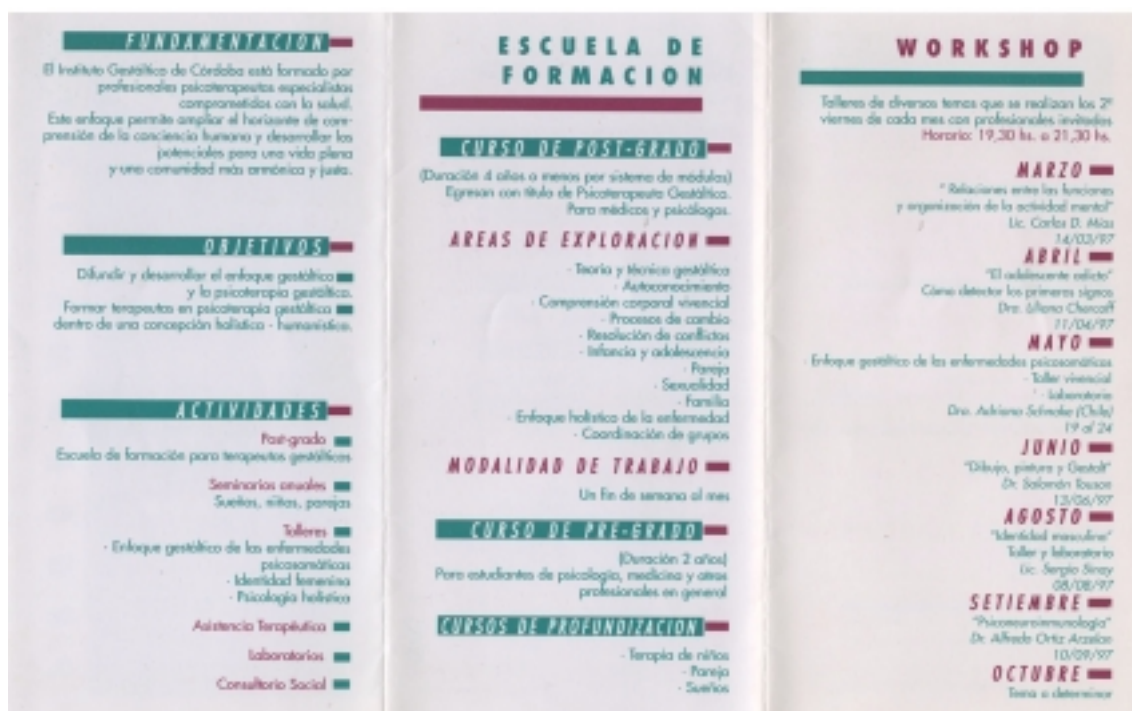 FUNDAMENTACION
El Instituto Gestáltico de Córdoba está formado por
profesionales psicoterapeutas especialistas
comprometidos con la salud.
Este enfoque permite ampliar el horizonte de com-
prensión de la conciencia humana y desarrollar los
potenciales para una vida plena
y una comunidad más armónica y justa.
OBJETIVOS
Difundir y desarrollar el enfoque gestáltico
y la psicoterapia gestáltica.
Formar terapeutas en psicoterapia gestáltica
dentro de una concepción holística - humanística.
ACTIVIDADES
Post-grado
Escuela de formación para terapeutas gestálticos
Seminarios anuales
Sueños, niños, parejas
Talleres
- Enfoque gestáltico de las enfermedades
psicosomáticas
- Identidad femenina
- Psicología holística
Asistencia Terapéutica
Laboratorios
Consultorio Social
ESCUELA DE
FORMACION
CURSO DE POST-GRADO
(Duración 4 años o menos por sistema de módulos)
Egresan con título de Psicoterapeuta Gestáltico.
Para médicos y psicólogos.
AREAS DE EXPLORACION
- Teoría y técnica gestáltica
- Autoconocimiento
- Comprensión corporal vivencial
- Procesos de cambio
- Resolución de conflictos
- Infancia y adolescencia
- Pareja
- Sexualidad
- Familia
- Enfoque holístico de la enfermedad
- Coordinación de grupos
MODALIDAD DE TRABAJO
Un fin de semana al mes
CURSO DE PRE-GRADO
(Duración 2 años)
Para estudiantes de psicología, medicina y otros
profesionales en general
CURSOS DE PROFUNDIZACION
- Terapia de niños
- Pareja
- Sueños
WORKSHOP
Talleres de diversos temas que se realizan los 2º
viernes de cada mes con profesionales invitados
Horario: 19,30 hs. a 21,30 hs.
MARZO
"Relaciones entre las funciones
y organización de la actividad mental"
Lic. Carlos D. Mias
14/03/97
ABRIL
"El adolescente adicto"
Cómo detectar los primeros signos
Dra. Liliana Chercoff
11/04/97
MAYO
- Enfoque gestáltico de las enfermedades psicosomáticas
- Taller vivencial
- Laboratorio
Dra. Adriana Schnake (Chile)
19 al 24
JUNIO
"Dibujo, pintura y Gestalt"
Dr. Salomón
13/06/97
AGOSTO
"Identidad masculina"
Taller y laboratorio
Lic. Sergio Sinay
08/08/97
SETIEMBRE
"Psiconeuroinmunología"
Dr. Alfredo Ortiz
10/09/97
OCTUBRE
Tema a determinar